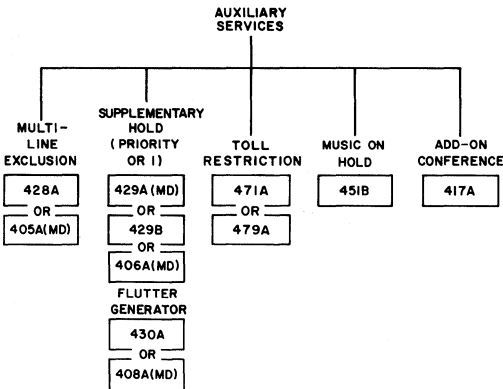 AUXILIARY
SERVICES
MULTI-
LINE
EXCLUSION
428A
OR
405A(MD)
SUPPLEMENTARY
HOLD
(PRIORITY
OR I)
429A(MD)
OR
429B
OR
406A(MD)
FLUTTER
GENERATOR
430A
OR
408A(MD)
TOLL
RESTRICTION
471A
OR
479A
MUSIC ON
HOLD
451B
ADD-ON
CONFERENCE
417A